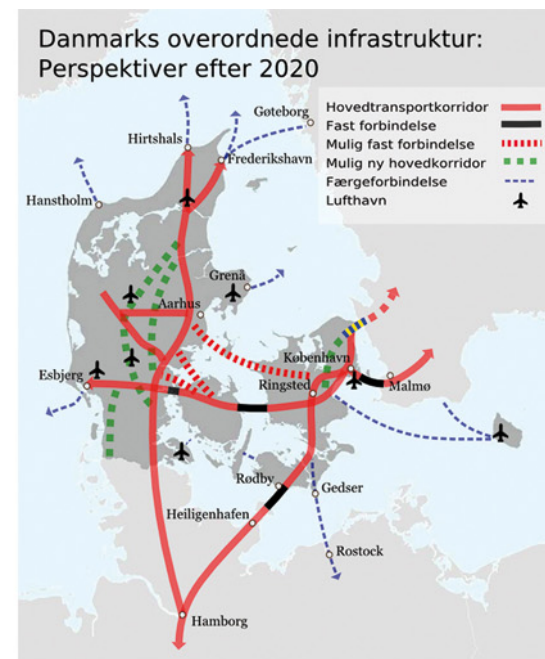 Danmarks overordnede infrastruktur:
Perspektiver efter 2020
Hovedtransportkorridor
Fast forbindelse
Mulig fast forbindelse
Mulig ny hovedkorridor
Færgeforbindelse
Lufthavn
Gøteborg
Hirtshals
Frederikshavn
Hanstholm
Grenå
Aarhus
København
Esbjerg
Ringsted
Malmø
Rødby
Gedser
Heiligenhafen
Rostock
Hamborg